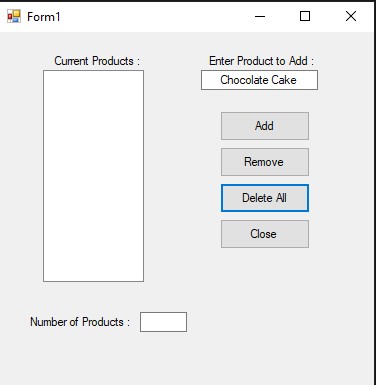 Form1
Current Products :
Enter Product to Add :
Chocolate Cake
Add
Remove
Delete All
Close
Number of Products :